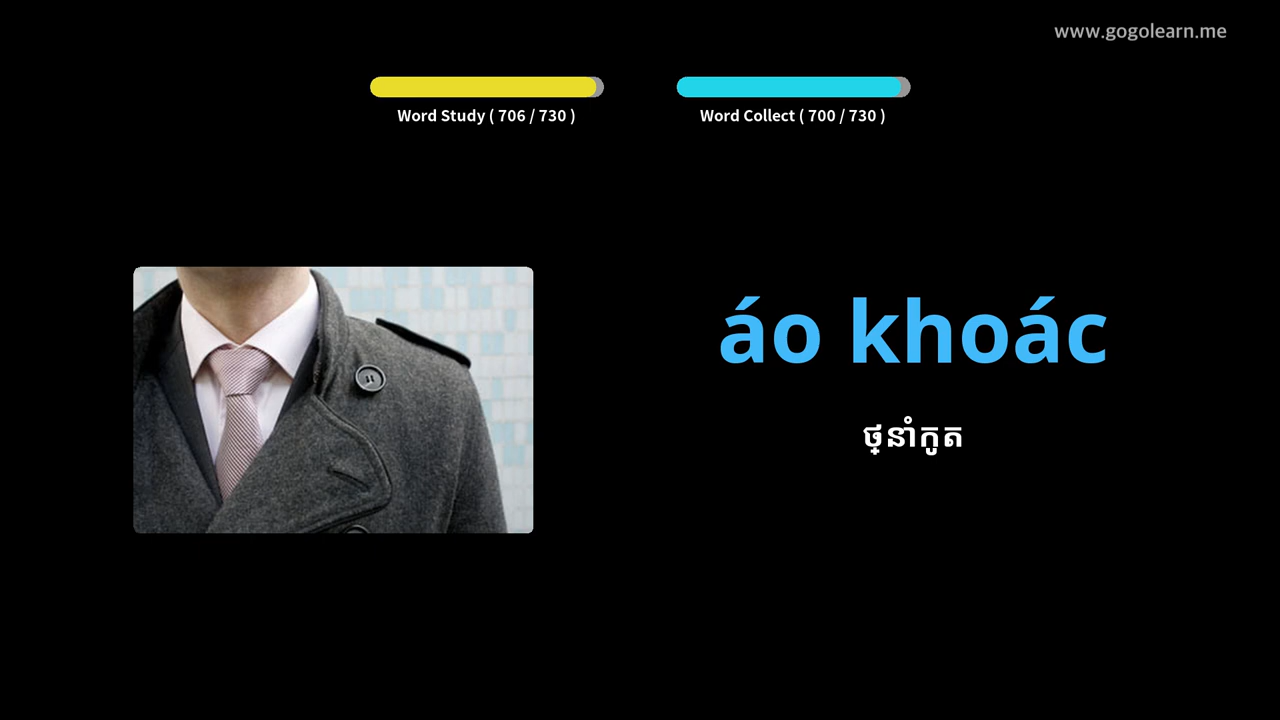 www.gogolearn.me
Word Study ( 706 / 730 )
Word Collect ( 700 / 730 )
áo khoác
ថ្នាំកូត